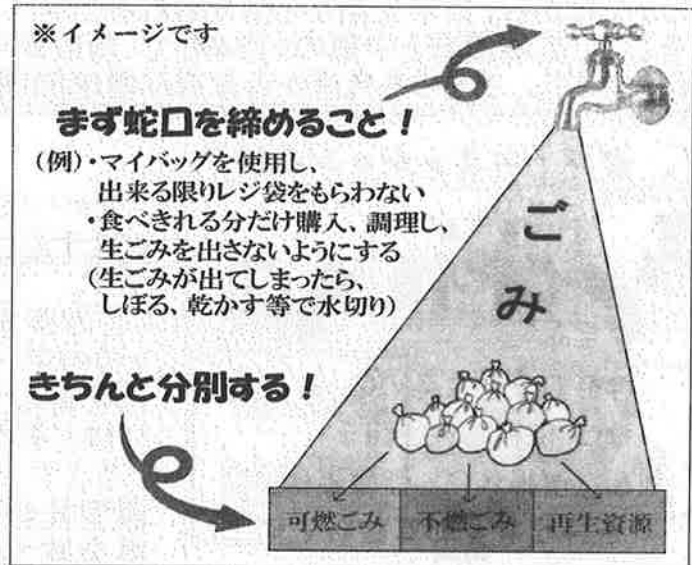 ※イメージです
まず蛇口を締めること！
(例)・マイバッグを使用し、
出来る限りレジ袋をもらわない
・食べきれる分だけ購入、調理し、
生ごみを出さないようにする
(生ごみが出てしまったら、
しぼる、乾かす等で水切り)
ごみ
きちんと分別する！
可燃ごみ
不燃ごみ
再生資源